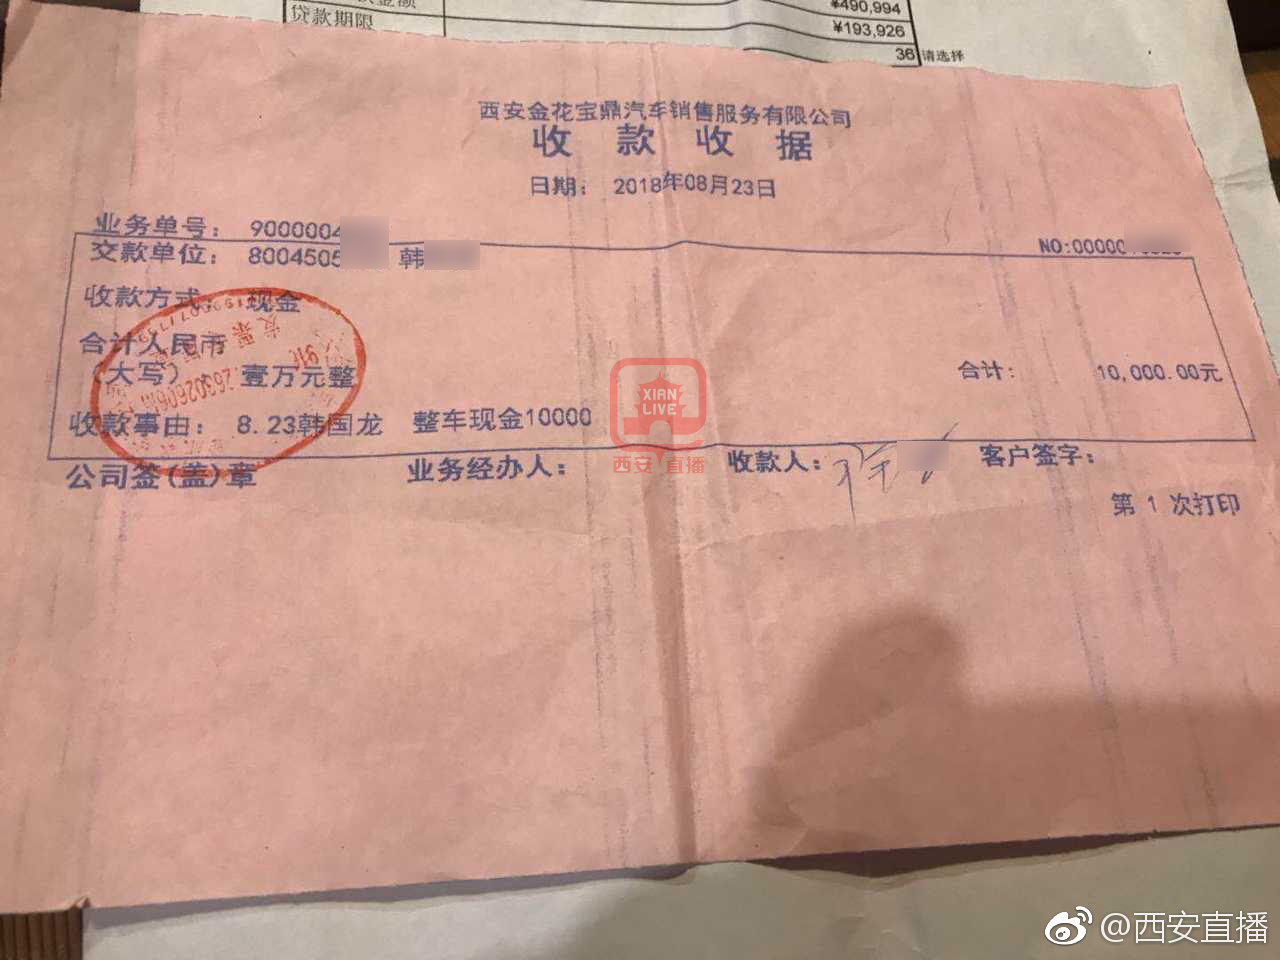 ¥490,994
贷款期限 ¥193,926
36 请选择
西安金花宝鼎汽车销售服务有限公司
收款收据
日期： 2018年08月23日
业务单号： 9000004
NO:00000
交款单位： 8004505 韩
收款方式： 现金
合计人民币
（大写） 壹万元整 合计： 10,000.00元
收款事由： 8.23韩国龙 整车现金10000
公司签(盖)章 业务经办人： 收款人： 客户签字：
第 1 次打印
XIAN
LIVE
西安 直播
@西安直播